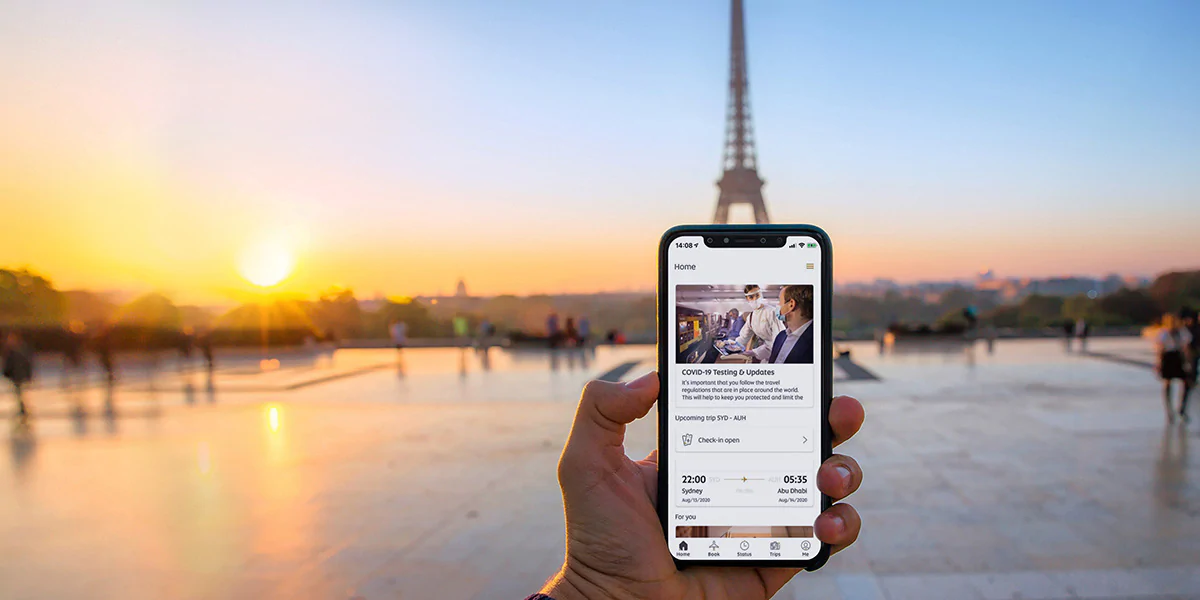 14:08
Home
COVID-19 Testing & Updates
It's important that you follow the travel
regulations that are in place around the world.
This will help to keep you protected and limit the
Upcoming trip SYD - AUH
Check-in open
22:00 SYD AUH 05:35
Sydney Abu Dhabi
Aug/13/2020 Aug/14/2020
For you
Home Book Status Trips Me